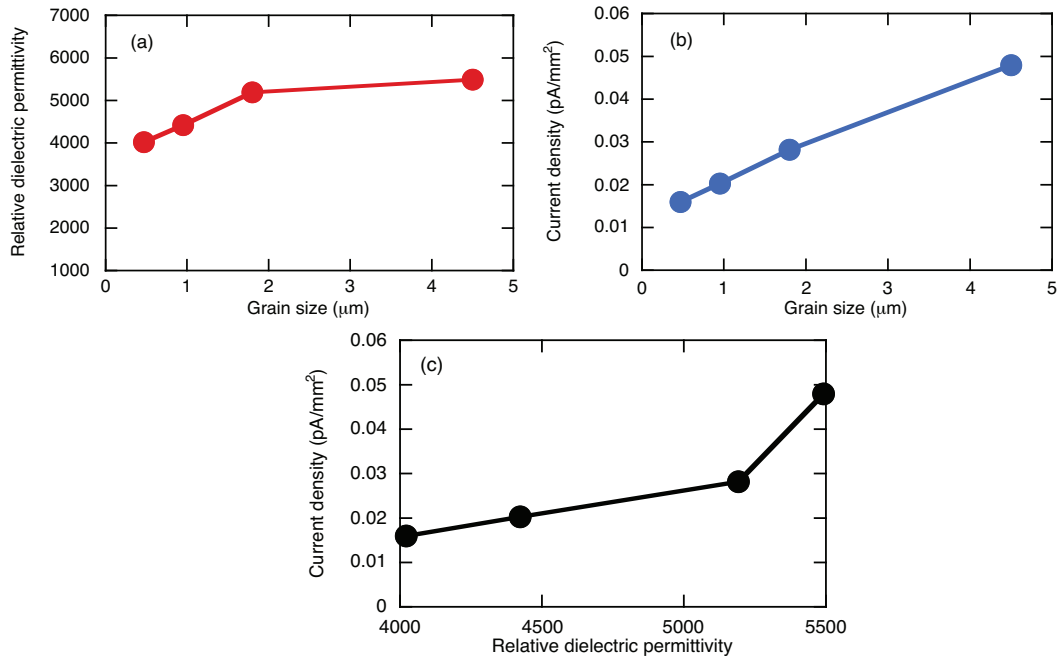 (a)
Relative dielectric permittivity
7000
6000
5000
4000
3000
2000
1000
0 1 2 3 4 5
Grain size (μm)
(b)
Current density (pA/mm²)
0.06
0.05
0.04
0.03
0.02
0.01
0
0 1 2 3 4 5
Grain size (μm)
(c)
Current density (pA/mm²)
0.06
0.05
0.04
0.03
0.02
0.01
0
4000 4500 5000 5500
Relative dielectric permittivity